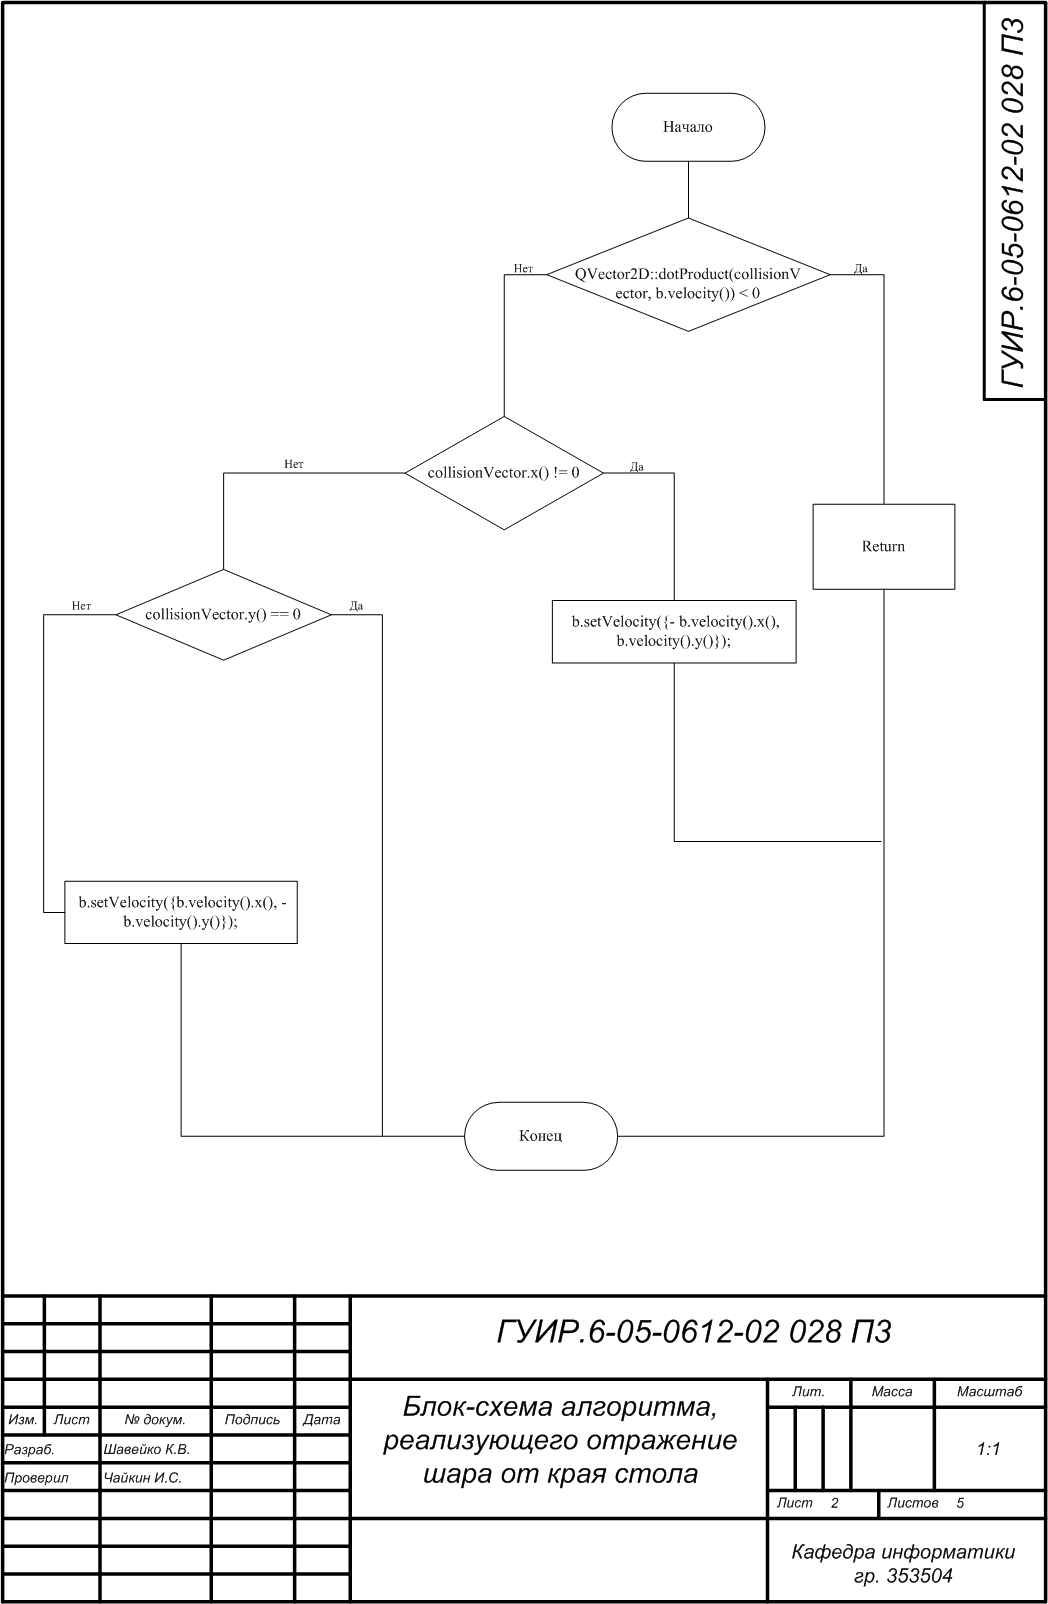 ГУИР.6-05-0612-02 028 ПЗ
Начало
Нет
QVector2D::dotProduct(collisionV
ector, b.velocity()) < 0
Да
Нет
collisionVector.x() != 0
Да
Return
Нет
collisionVector.y() == 0
Да
b.setVelocity({- b.velocity().x(),
b.velocity().y()});
b.setVelocity({b.velocity().x(), -
b.velocity().y()});
Конец
ГУИР.6-05-0612-02 028 ПЗ
Блок-схема алгоритма,
реализующего отражение
шара от края стола
Лит. Масса Масштаб
1:1
Изм. Лист № докум. Подпись Дата
Разраб. Шавейко К.В.
Проверил Чайкин И.С.
Лист 2 Листов 5
Кафедра информатики
гр. 353504